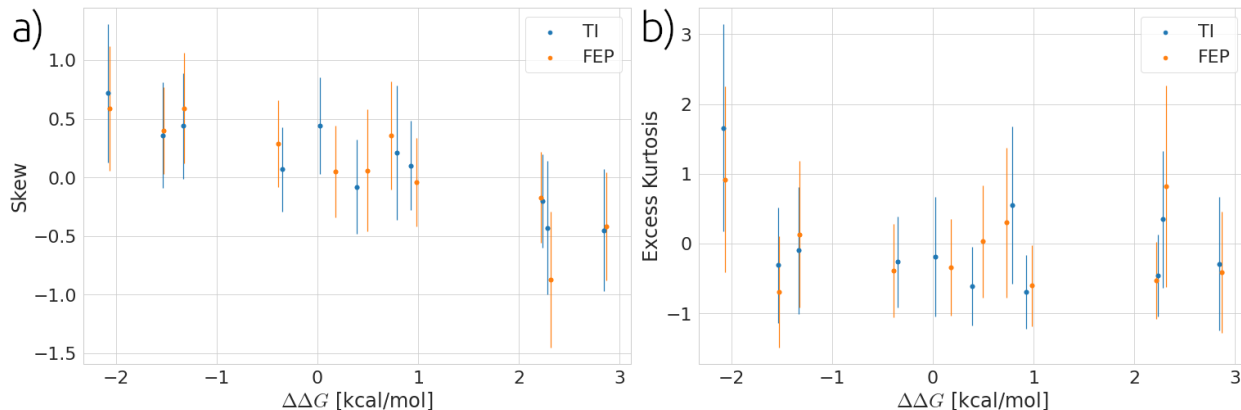 a)
TI
FEP
1.0
0.5
0.0
−0.5
−1.0
−1.5
Skew
−2 −1 0 1 2 3
ΔΔG [kcal/mol]
b)
TI
FEP
3
2
1
0
−1
Excess Kurtosis
−2 −1 0 1 2 3
ΔΔG [kcal/mol]